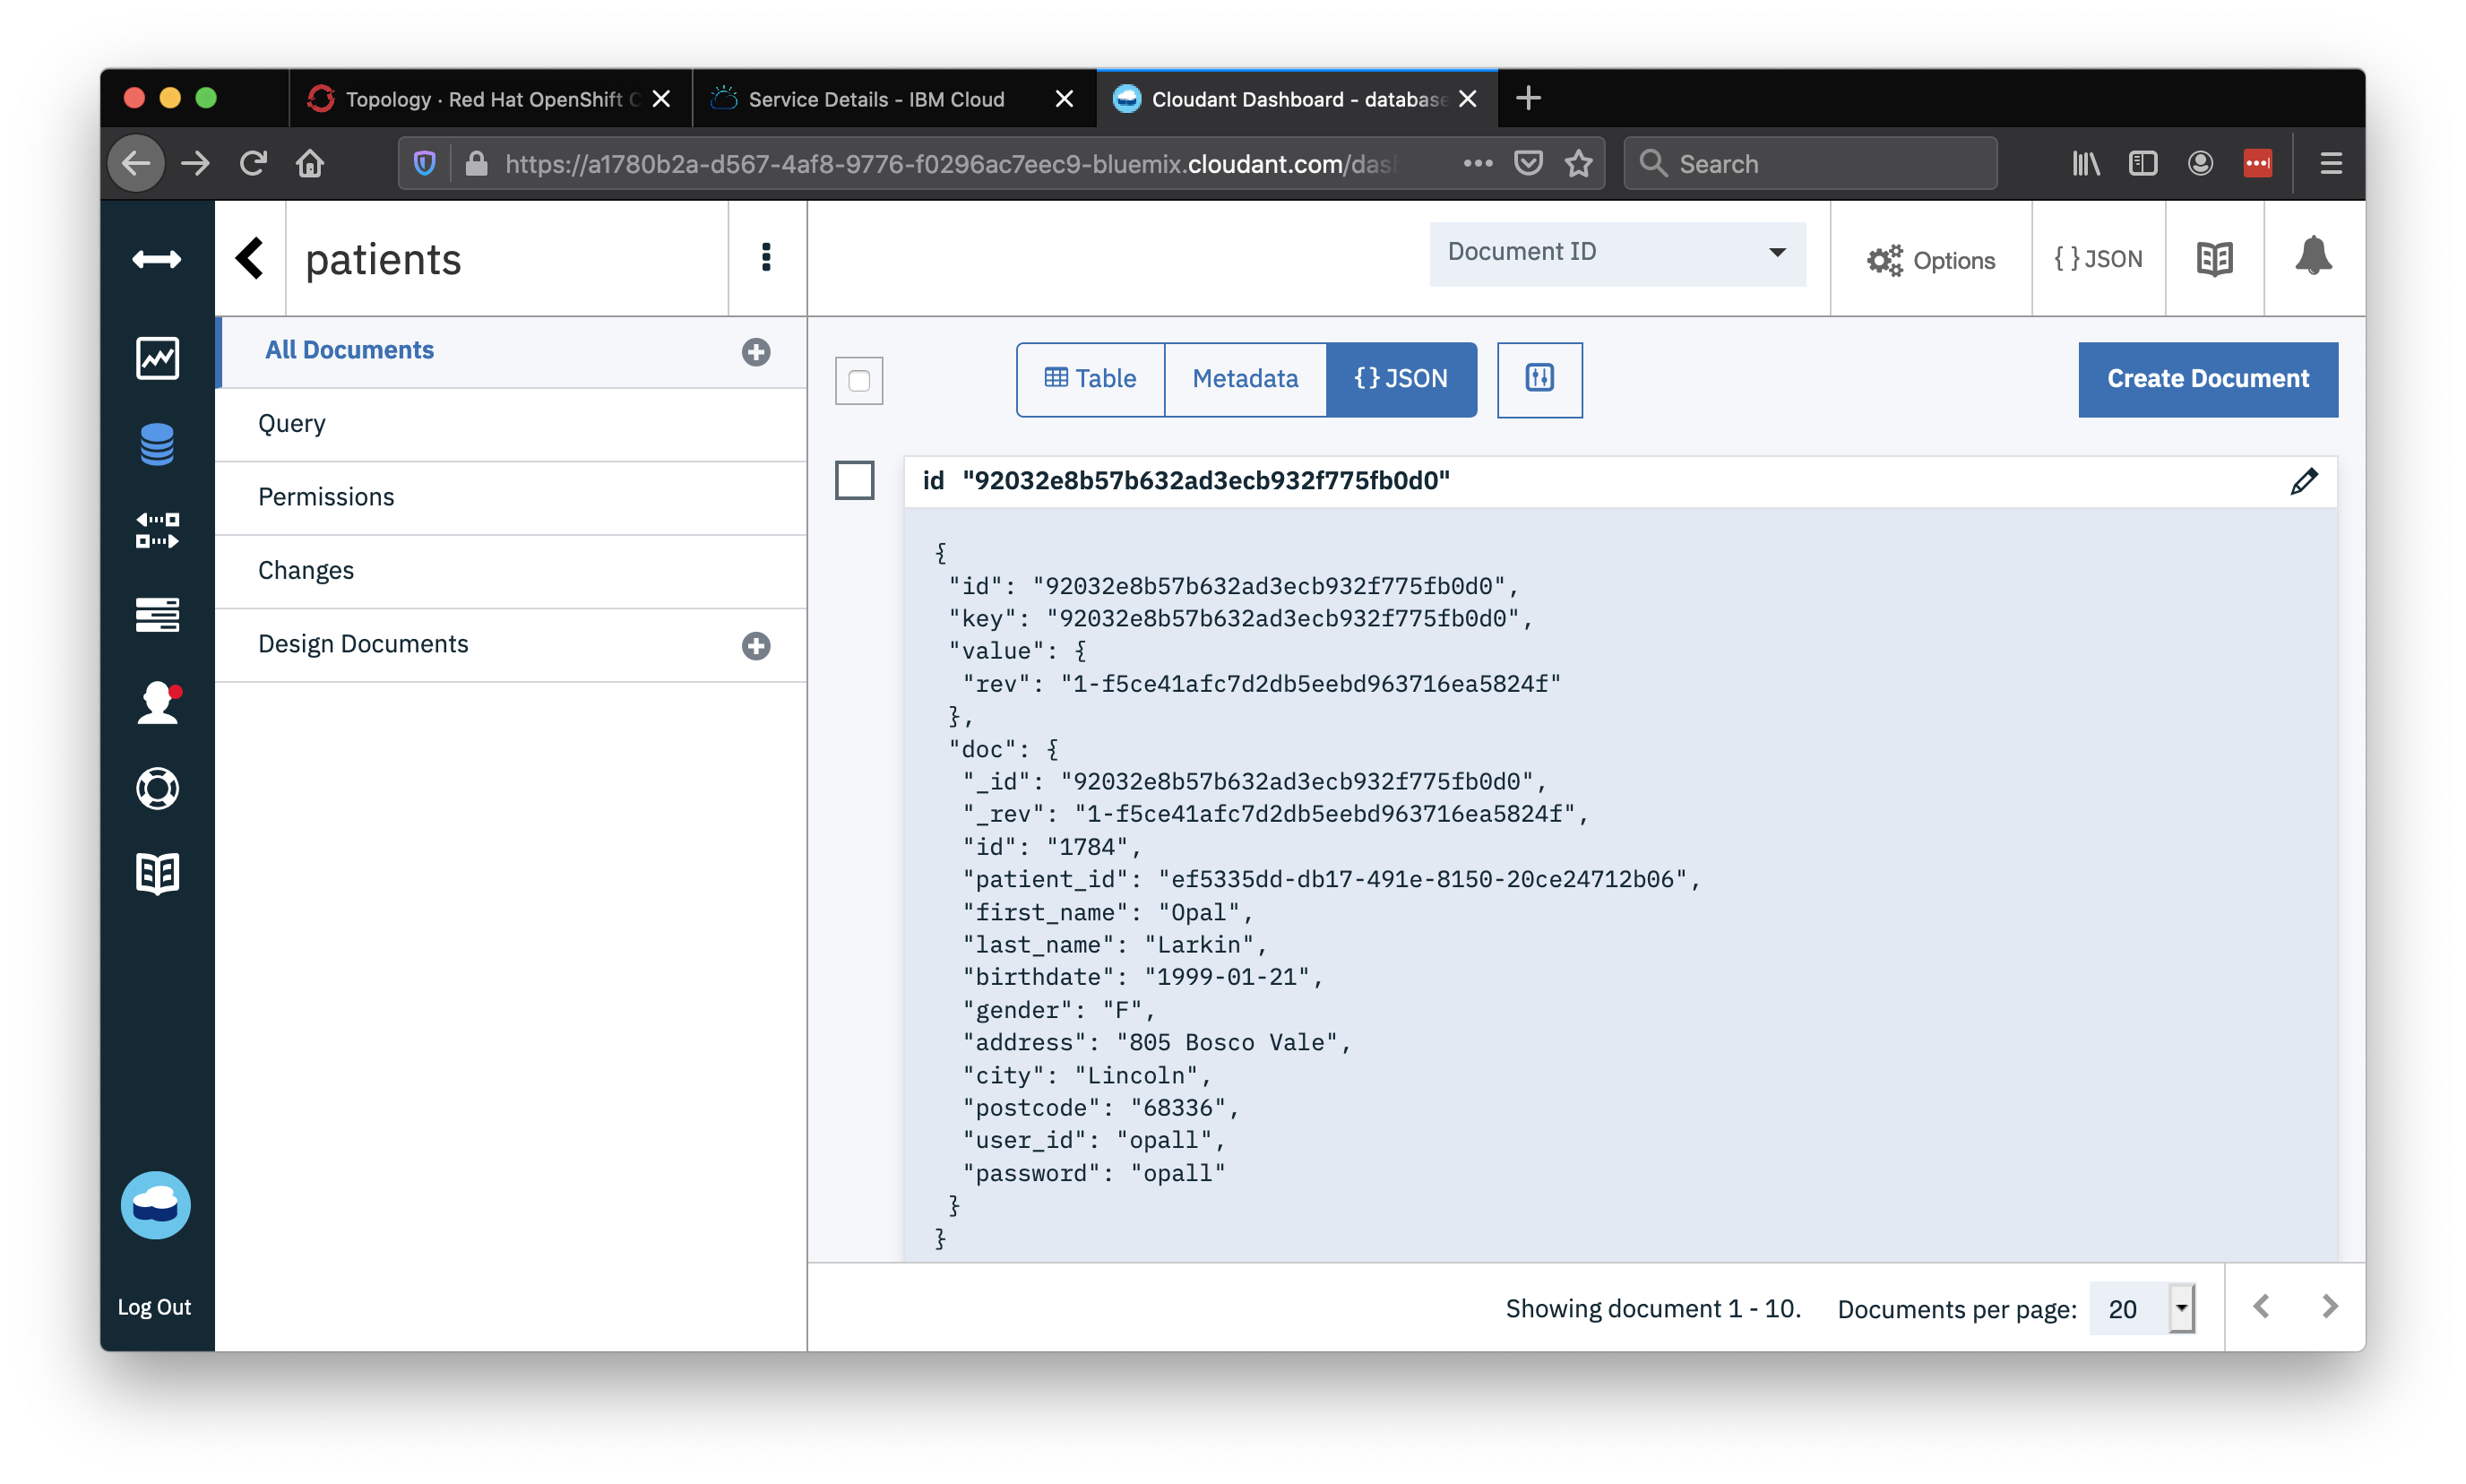 Topology · Red Hat OpenShift C
Service Details - IBM Cloud
Cloudant Dashboard - database
https://a1780b2a-d567-4af8-9776-f0296ac7eec9-bluemix.cloudant.com/das
Search
patients
Document ID
Options
{ } JSON
All Documents
Query
Permissions
Changes
Design Documents
Table
Metadata
{ } JSON
Create Document
id "92032e8b57b632ad3ecb932f775fb0d0"
{
"id": "92032e8b57b632ad3ecb932f775fb0d0",
"key": "92032e8b57b632ad3ecb932f775fb0d0",
"value": {
"rev": "1-f5ce41afc7d2db5eebd963716ea5824f"
},
"doc": {
"_id": "92032e8b57b632ad3ecb932f775fb0d0",
"_rev": "1-f5ce41afc7d2db5eebd963716ea5824f",
"id": "1784",
"patient_id": "ef5335dd-db17-491e-8150-20ce24712b06",
"first_name": "Opal",
"last_name": "Larkin",
"birthdate": "1999-01-21",
"gender": "F",
"address": "805 Bosco Vale",
"city": "Lincoln",
"postcode": "68336",
"user_id": "opall",
"password": "opall"
}
}
Log Out
Showing document 1 - 10.
Documents per page: 20